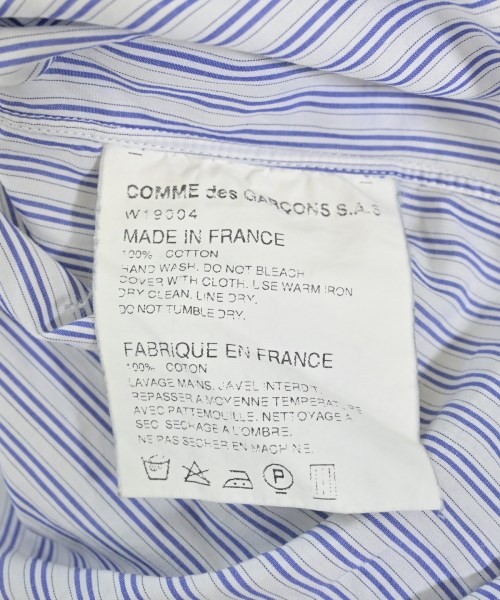 COMME des GARÇONS S.A.S
W19004
MADE IN FRANCE
100% COTTON
HAND WASH. DO NOT BLEACH
COVER WITH CLOTH. USE WARM IRON
DRY CLEAN. LINE DRY.
DO NOT TUMBLE DRY.
FABRIQUE EN FRANCE
100% COTON
LAVAGE MAINS. JAVEL INTERDIT
REPASSER A MOYENNE TEMPERATURE
AVEC PATTEMOUILLE. NETTOYAGE A
SEC. SECHAGE A L'OMBRE.
NE PAS SECHER EN MACHINE.
P